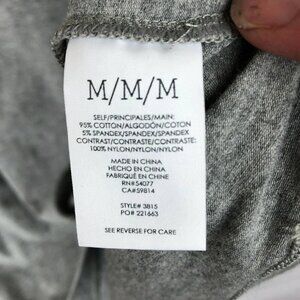 M/M/M
SELF/PRINCIPALES/MAIN:
95% COTTON/ALGODÓN/COTON
5% SPANDEX/SPANDEX/SPANDEX
CONTRAST/CONTRASTE/CONTRASTE:
100% NYLON/NYLON/NYLON
MADE IN CHINA
HECHO EN CHINA
FABRIQUÉ EN CHINE
RN#54077
CA#59814
STYLE# 3815
PO# 221663
SEE REVERSE FOR CARE